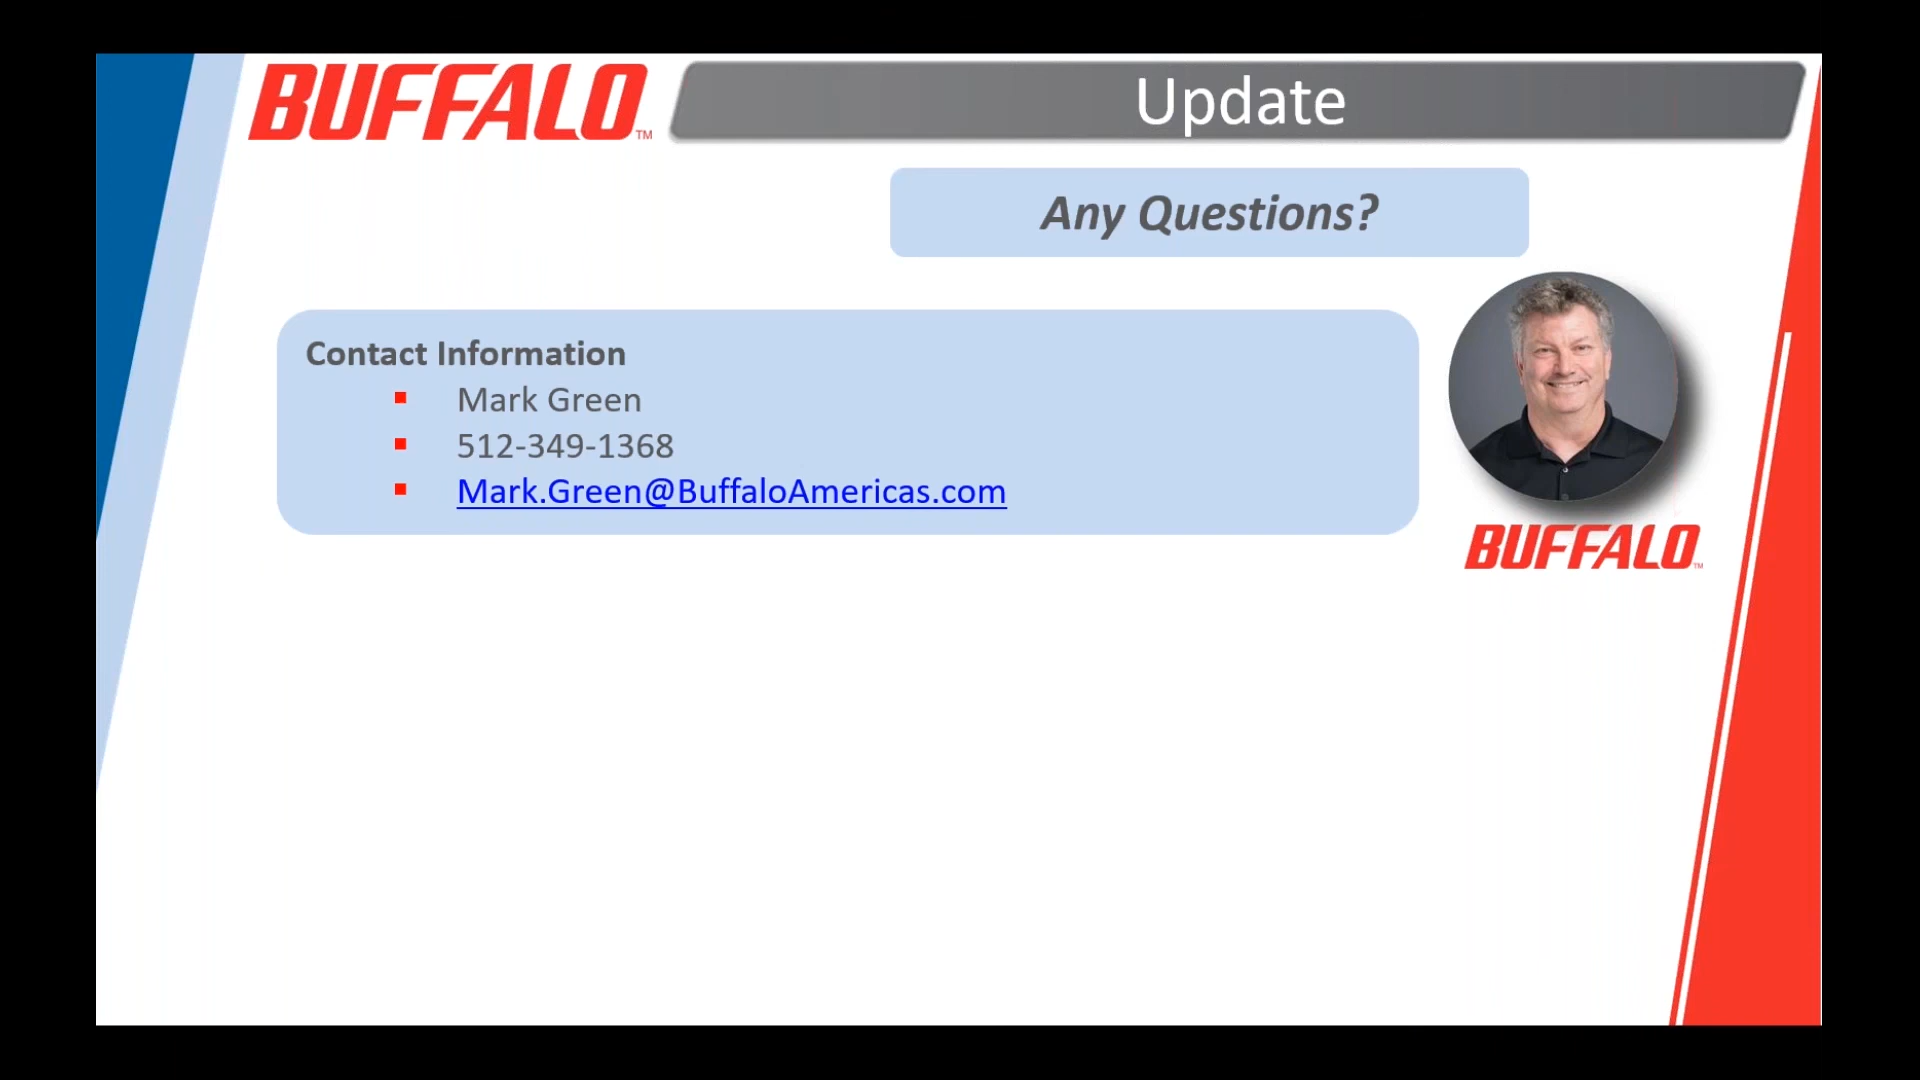 BUFFALO™
Update
Any Questions?
Contact Information
▪ Mark Green
▪ 512-349-1368
▪ Mark.Green@BuffaloAmericas.com
BUFFALO™